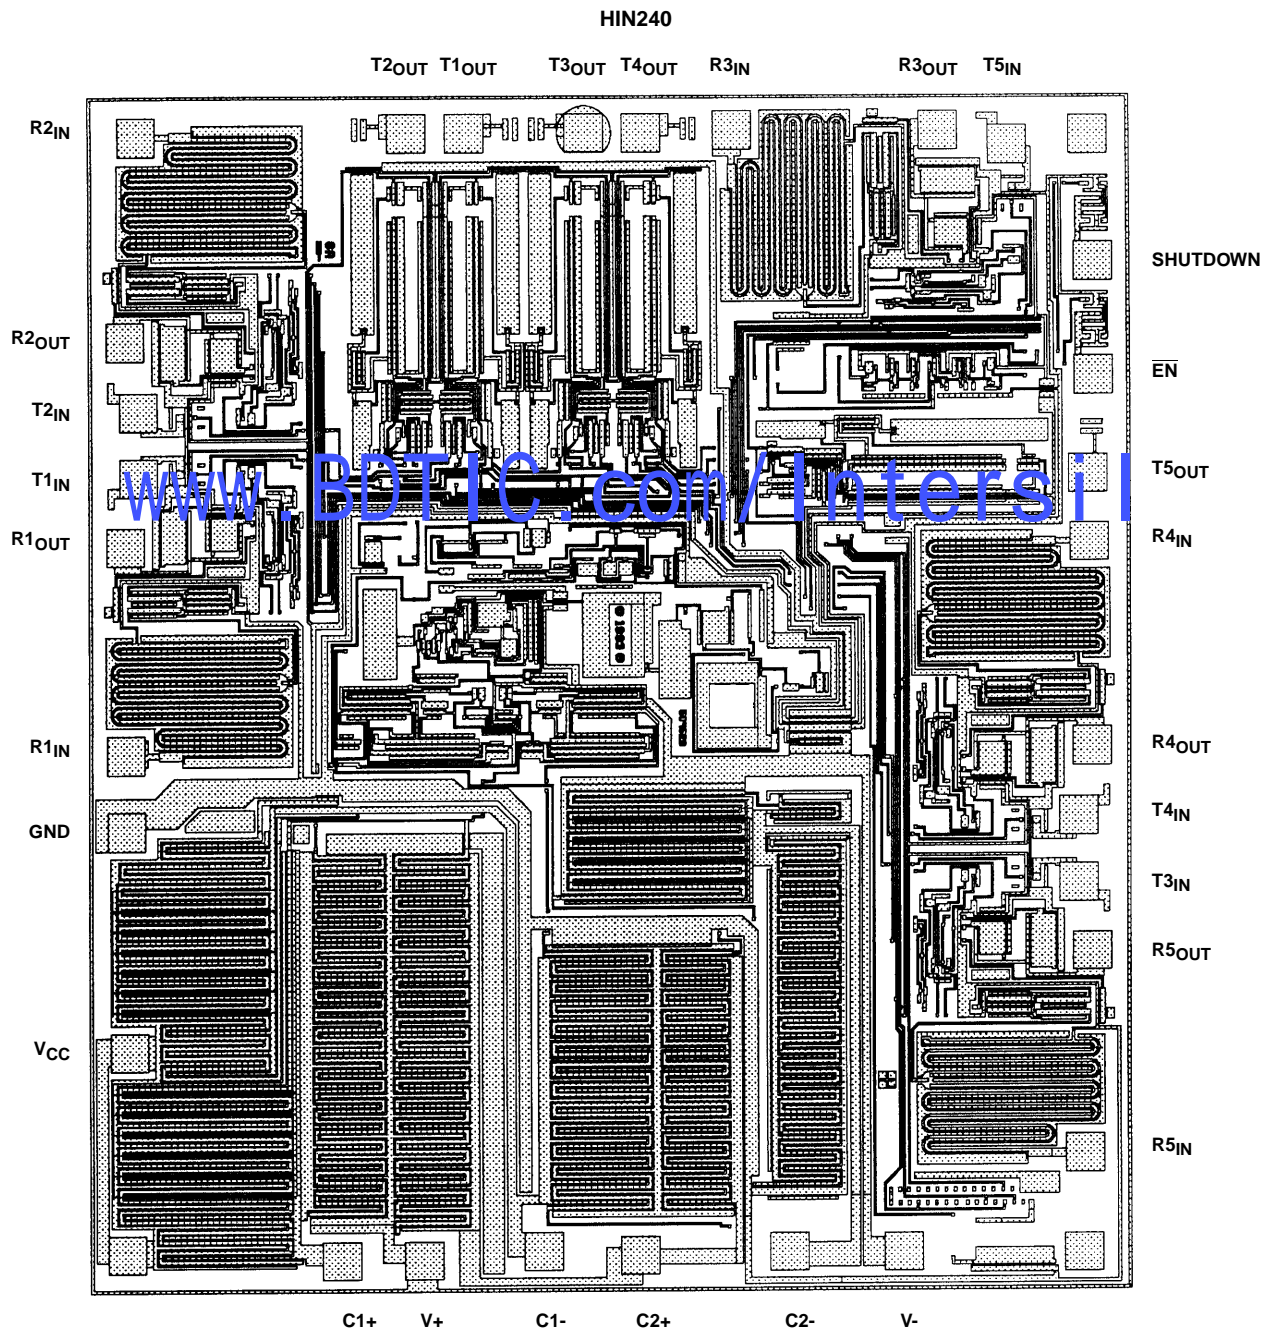 HIN240
T2OUT T1OUT T3OUT T4OUT R3IN R3OUT T5IN
R2IN
SHUTDOWN
R2OUT
EN
T2IN
T5OUT
T1IN
www.BDTIC.com/Intersil
R1OUT
R4IN
© 1993 ®
R1IN
R4OUT
T4IN
GND
T3IN
R5OUT
VCC
R5IN
C1+ V+ C1- C2+ C2- V-